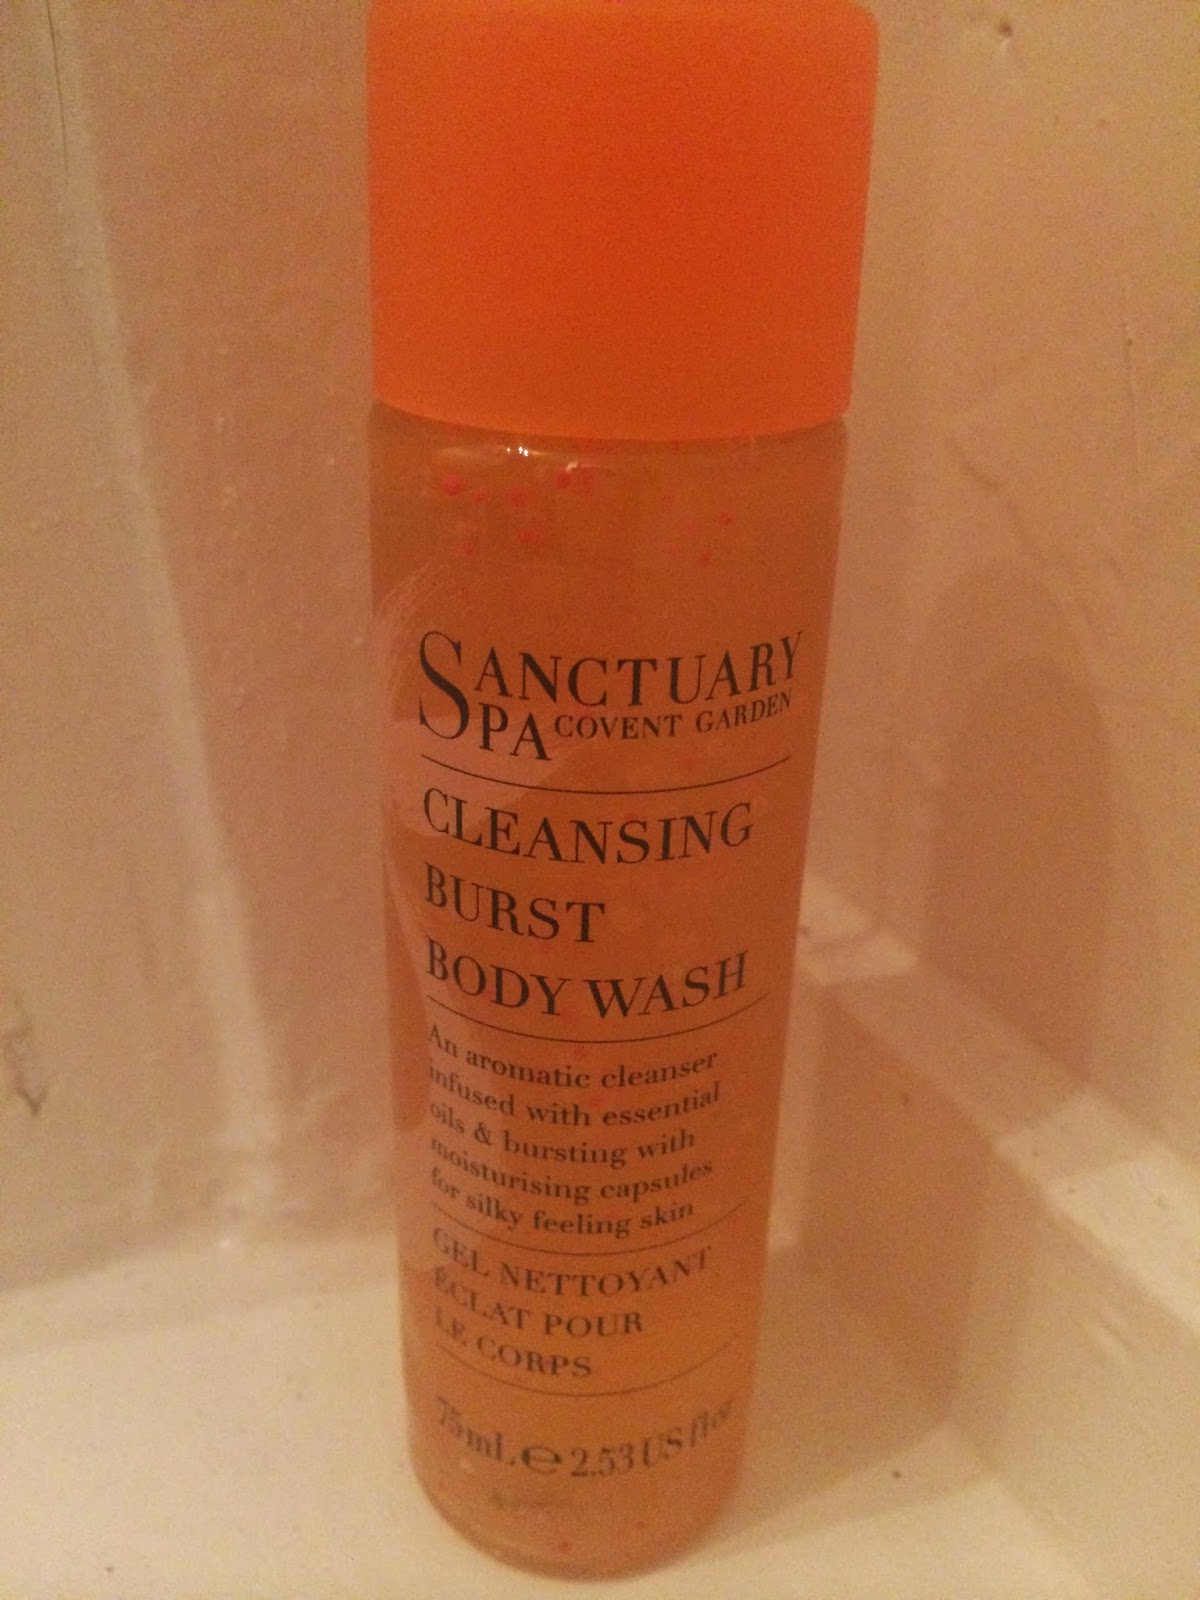 SANCTUARY
SPA COVENT GARDEN
CLEANSING
BURST
BODY WASH
An aromatic cleanser
infused with essential
oils & bursting with
moisturising capsules
for silky feeling skin
GEL NETTOYANT
ÉCLAT POUR
LE CORPS
75mL ℮ 2.53 US fl oz